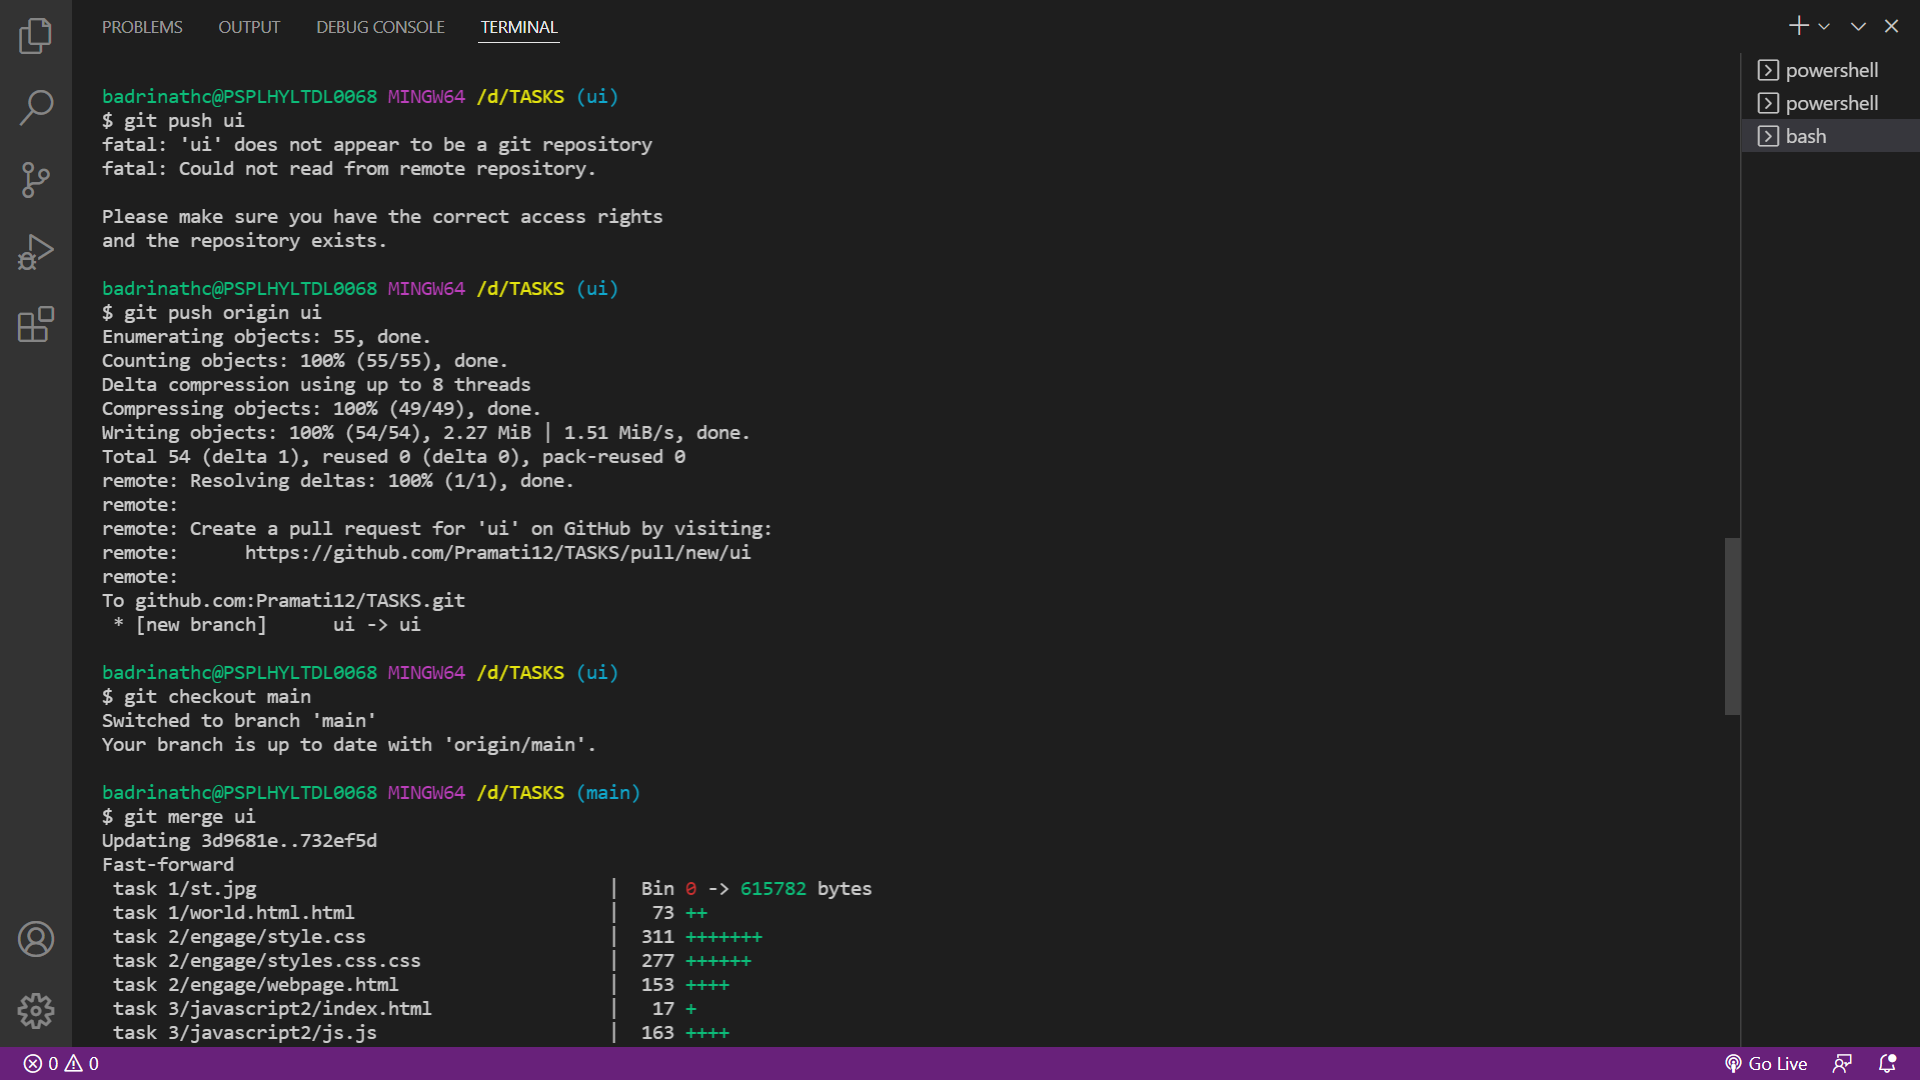 PROBLEMS OUTPUT DEBUG CONSOLE TERMINAL
powershell
powershell
bash
badrinathc@PSPLHYLTDL0068 MINGW64 /d/TASKS (ui)
$ git push ui
fatal: 'ui' does not appear to be a git repository
fatal: Could not read from remote repository.
Please make sure you have the correct access rights
and the repository exists.
badrinathc@PSPLHYLTDL0068 MINGW64 /d/TASKS (ui)
$ git push origin ui
Enumerating objects: 55, done.
Counting objects: 100% (55/55), done.
Delta compression using up to 8 threads
Compressing objects: 100% (49/49), done.
Writing objects: 100% (54/54), 2.27 MiB | 1.51 MiB/s, done.
Total 54 (delta 1), reused 0 (delta 0), pack-reused 0
remote: Resolving deltas: 100% (1/1), done.
remote:
remote: Create a pull request for 'ui' on GitHub by visiting:
remote:      https://github.com/Pramati12/TASKS/pull/new/ui
remote:
To github.com:Pramati12/TASKS.git
 * [new branch]      ui -> ui
badrinathc@PSPLHYLTDL0068 MINGW64 /d/TASKS (ui)
$ git checkout main
Switched to branch 'main'
Your branch is up to date with 'origin/main'.
badrinathc@PSPLHYLTDL0068 MINGW64 /d/TASKS (main)
$ git merge ui
Updating 3d9681e..732ef5d
Fast-forward
 task 1/st.jpg | Bin 0 -> 615782 bytes
 task 1/world.html.html | 73 ++
 task 2/engage/style.css | 311 +++++++
 task 2/engage/styles.css.css | 277 ++++++
 task 2/engage/webpage.html | 153 ++++
 task 3/javascript2/index.html | 17 +
 task 3/javascript2/js.js | 163 ++++
0 0 Go Live